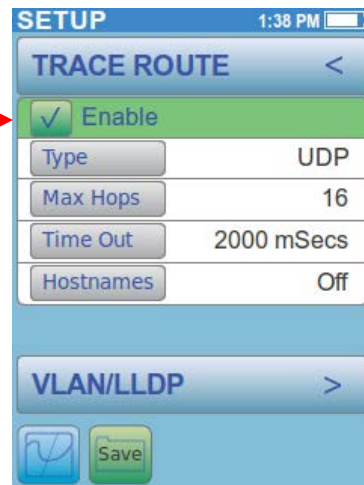 SETUP 1:38 PM
TRACE ROUTE <
✓ Enable
Type UDP
Max Hops 16
Time Out 2000 mSecs
Hostnames Off
VLAN/LLDP >
Save